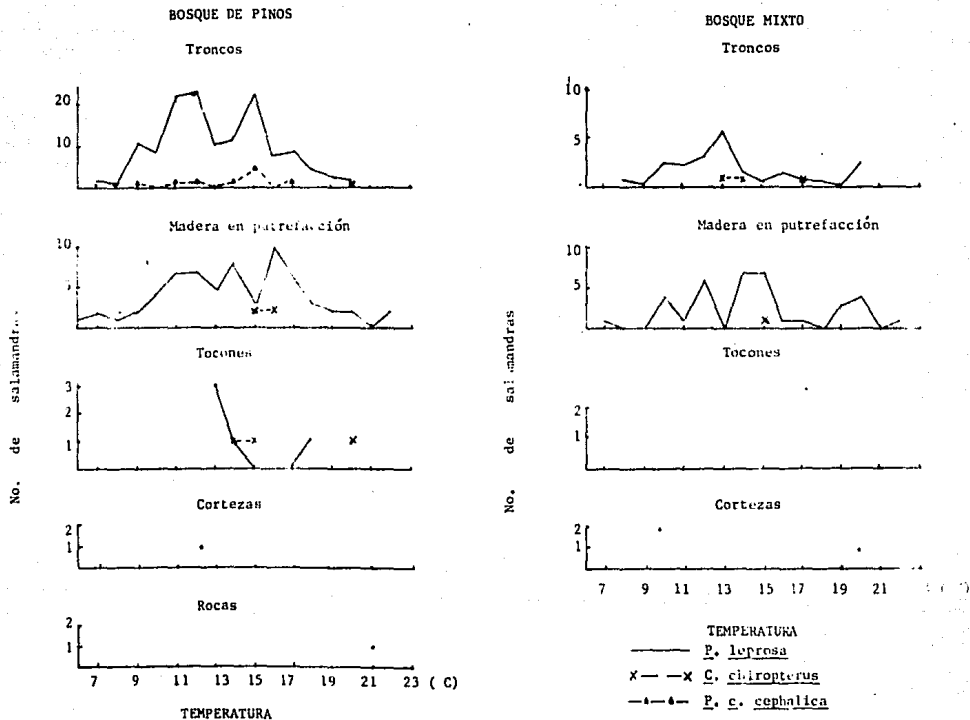 BOSQUE DE PINOS
Troncos
20
10
Madera en putrefacción
10
5
Tocones
3
2
1
Cortezas
2
1
Rocas
2
1
7 9 11 13 15 17 19 21 23 ( C)
TEMPERATURA
No. de salamandras
BOSQUE MIXTO
Troncos
10
5
Madera en putrefacción
10
5
Tocones
2
1
Cortezas
2
1
7 9 11 13 15 17 19 21
TEMPERATURA
No. de salamandras
P. leprosa
C. chiropterus
P. c. cephalica